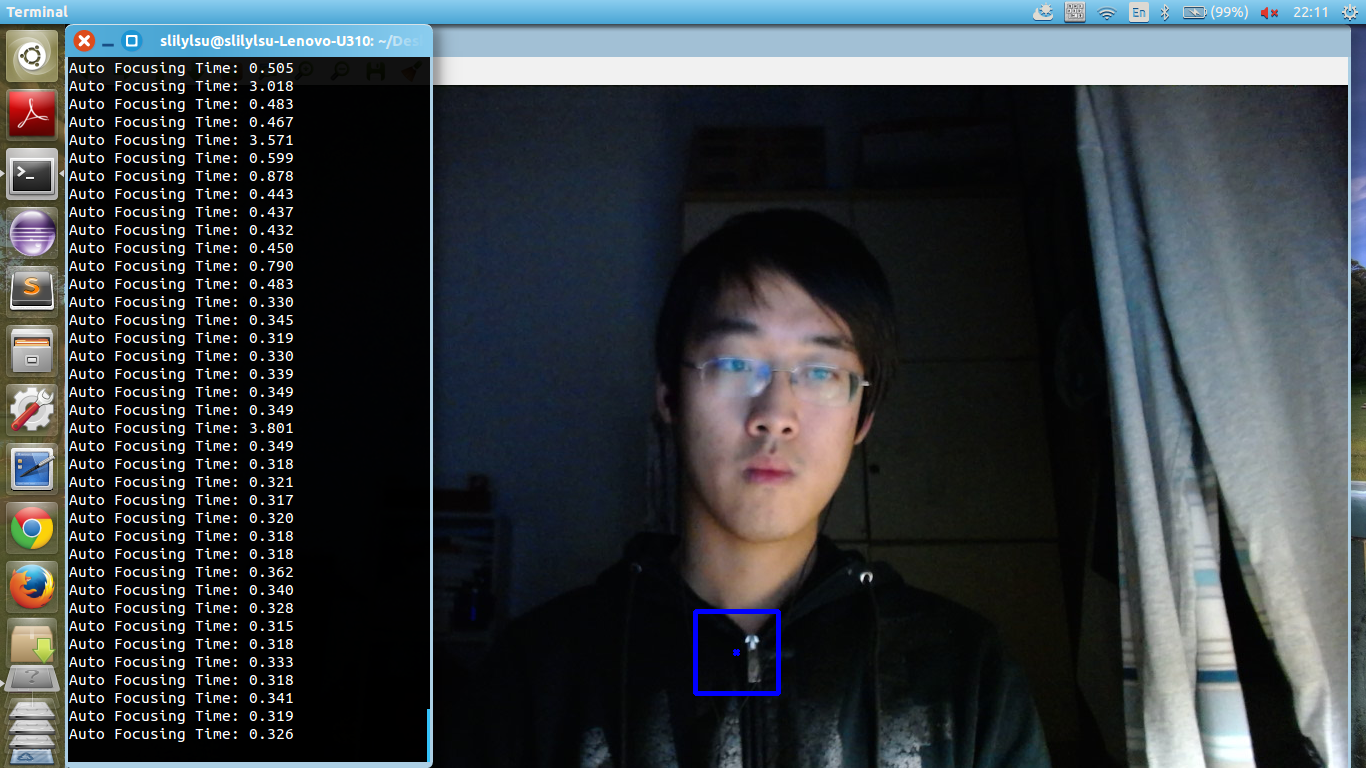 Terminal
En
(99%)
22:11
slilylsu@slilylsu-Lenovo-U310: ~/Des
Auto Focusing Time: 0.505
Auto Focusing Time: 3.018
Auto Focusing Time: 0.483
Auto Focusing Time: 0.467
Auto Focusing Time: 3.571
Auto Focusing Time: 0.599
Auto Focusing Time: 0.878
Auto Focusing Time: 0.443
Auto Focusing Time: 0.437
Auto Focusing Time: 0.432
Auto Focusing Time: 0.450
Auto Focusing Time: 0.790
Auto Focusing Time: 0.483
Auto Focusing Time: 0.330
Auto Focusing Time: 0.345
Auto Focusing Time: 0.319
Auto Focusing Time: 0.330
Auto Focusing Time: 0.339
Auto Focusing Time: 0.349
Auto Focusing Time: 0.349
Auto Focusing Time: 3.801
Auto Focusing Time: 0.349
Auto Focusing Time: 0.318
Auto Focusing Time: 0.321
Auto Focusing Time: 0.317
Auto Focusing Time: 0.320
Auto Focusing Time: 0.318
Auto Focusing Time: 0.318
Auto Focusing Time: 0.362
Auto Focusing Time: 0.340
Auto Focusing Time: 0.328
Auto Focusing Time: 0.315
Auto Focusing Time: 0.318
Auto Focusing Time: 0.333
Auto Focusing Time: 0.318
Auto Focusing Time: 0.341
Auto Focusing Time: 0.319
Auto Focusing Time: 0.326